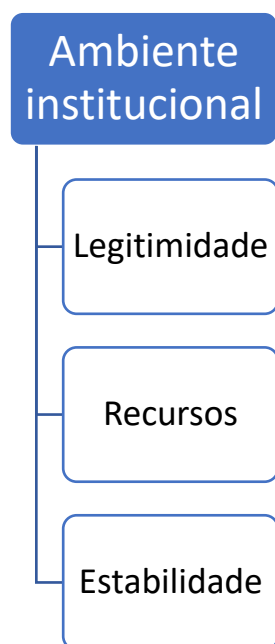 Ambiente
institucional
Legitimidade
Recursos
Estabilidade